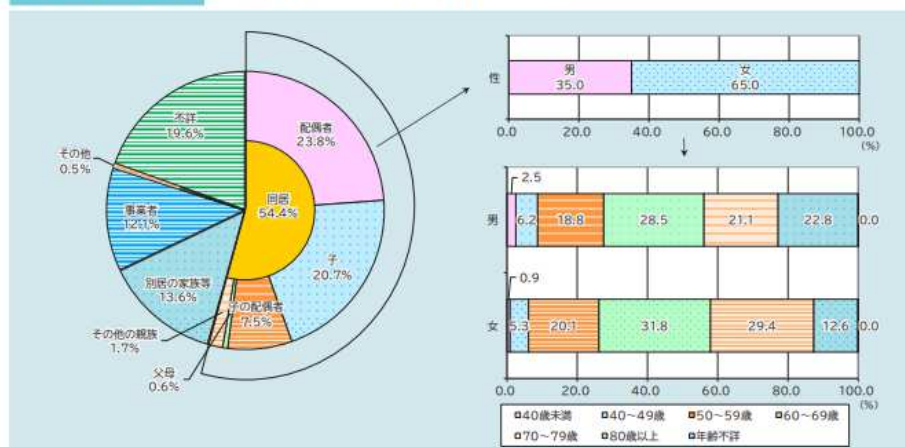 不詳
19.6%
その他
0.5%
事業者
12.1%
別居の家族等
13.6%
その他の親族
1.7%
父母
0.6%
子の配偶者
7.5%
子
20.7%
配偶者
23.8%
同居
54.4%
性
男
35.0
女
65.0
0.0 20.0 40.0 60.0 80.0 100.0
(%)
2.5
男 6.2 18.8 28.5 21.1 22.8 0.0
0.9
女 5.3 20.1 31.8 29.4 12.6 0.0
0.0 20.0 40.0 60.0 80.0 100.0
(%)
40歳未満 40～49歳 50～59歳 60～69歳
70～79歳 80歳以上 年齢不詳